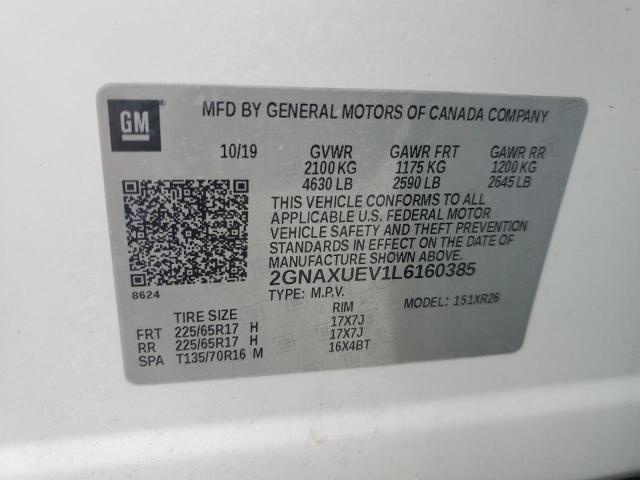 GM
MFD BY GENERAL MOTORS OF CANADA COMPANY
10/19 GVWR GAWR FRT GAWR RR
2100 KG 1175 KG 1200 KG
4630 LB 2590 LB 2645 LB
THIS VEHICLE CONFORMS TO ALL
APPLICABLE U.S. FEDERAL MOTOR
VEHICLE SAFETY AND THEFT PREVENTION
STANDARDS IN EFFECT ON THE DATE OF
MANUFACTURE SHOWN ABOVE.
2GNAXUEV1L6160385
8624 TYPE: M.P.V. MODEL: 151XR26
TIRE SIZE RIM
FRT 225/65R17 H 17X7J
RR 225/65R17 H 17X7J
SPA T135/70R16 M 16X4BT